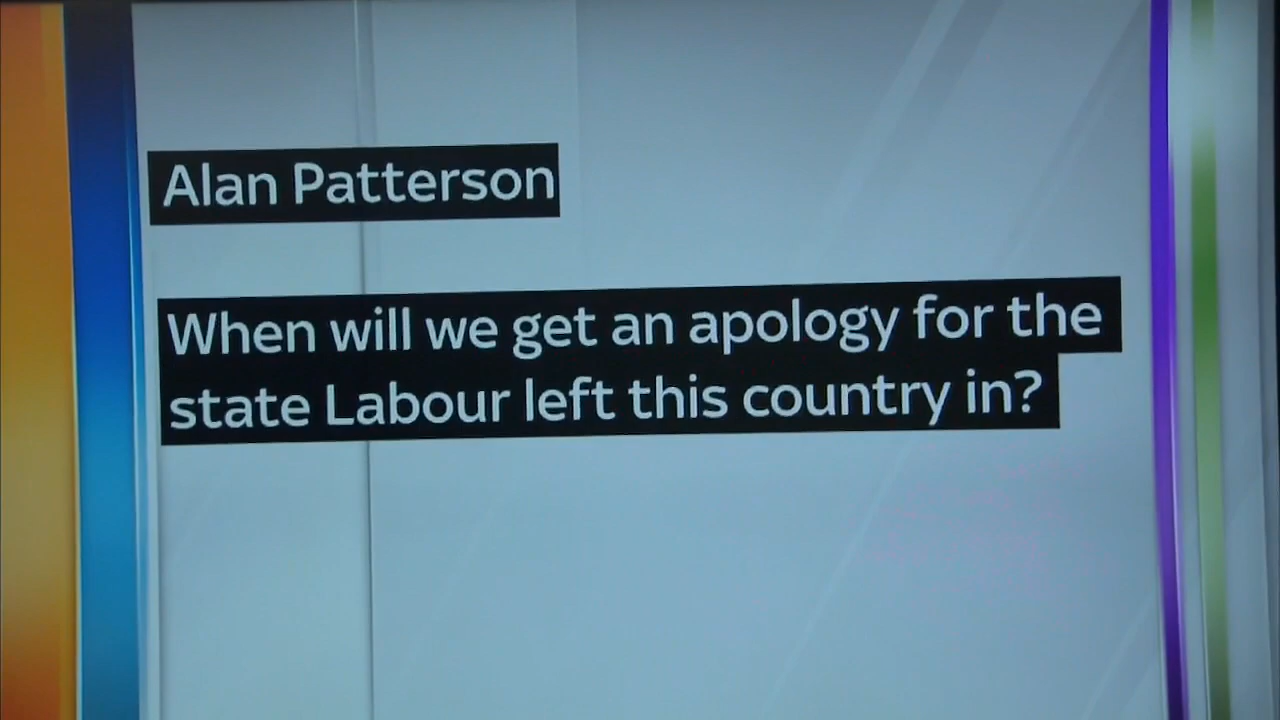 Alan Patterson
When will we get an apology for the
state Labour left this country in?